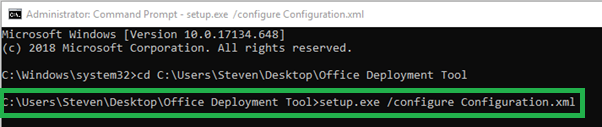 Administrator: Command Prompt - setup.exe  /configure Configuration.xml
Microsoft Windows [Version 10.0.17134.648]
(c) 2018 Microsoft Corporation. All rights reserved.
C:\Windows\system32>cd C:\Users\Steven\Desktop\Office Deployment Tool
C:\Users\Steven\Desktop\Office Deployment Tool>setup.exe /configure Configuration.xml